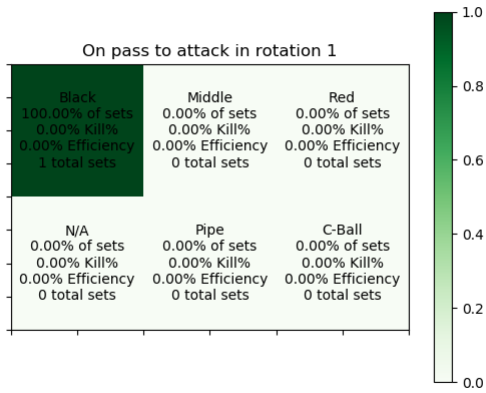 On pass to attack in rotation 1
Black
100.00% of sets
0.00% Kill%
0.00% Efficiency
1 total sets
Middle
0.00% of sets
0.00% Kill%
0.00% Efficiency
0 total sets
Red
0.00% of sets
0.00% Kill%
0.00% Efficiency
0 total sets
N/A
0.00% of sets
0.00% Kill%
0.00% Efficiency
0 total sets
Pipe
0.00% of sets
0.00% Kill%
0.00% Efficiency
0 total sets
C-Ball
0.00% of sets
0.00% Kill%
0.00% Efficiency
0 total sets
1.0
0.8
0.6
0.4
0.2
0.0